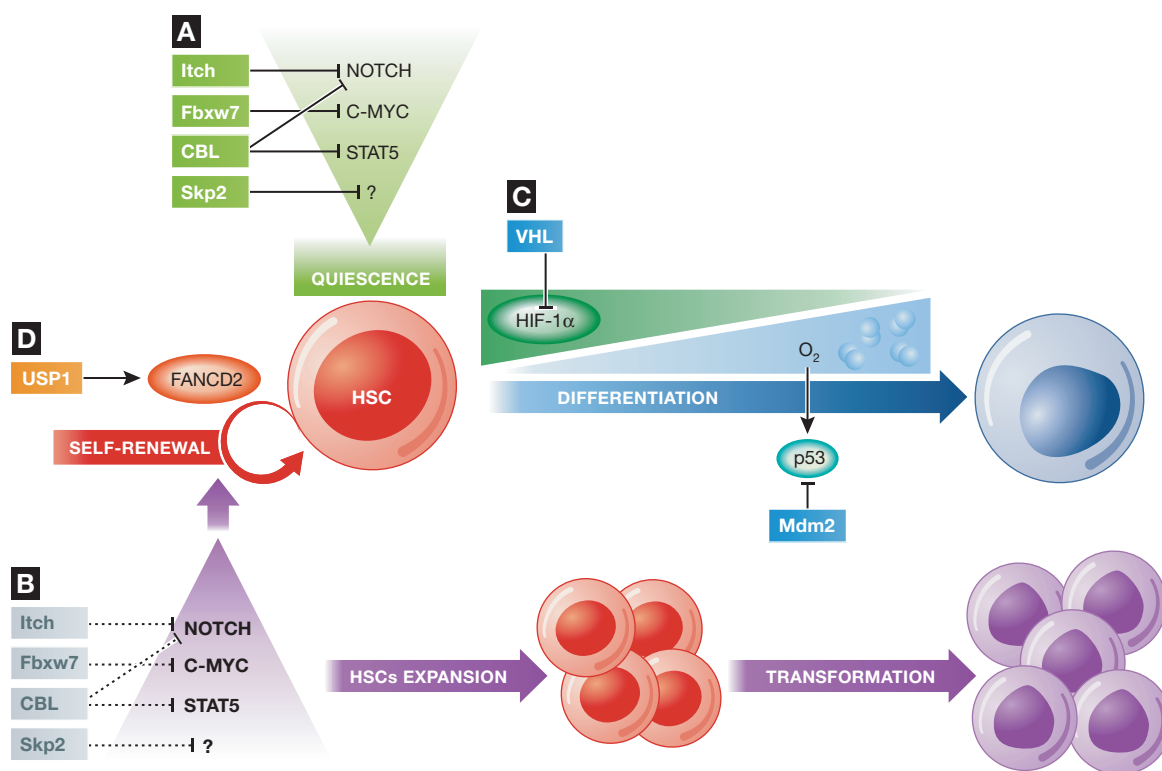 A
Itch
NOTCH
Fbxw7
C-MYC
CBL
STAT5
Skp2
?
QUIESCENCE
C
VHL
HIF-1α
O₂
DIFFERENTIATION
p53
Mdm2
D
USP1
FANCD2
HSC
SELF-RENEWAL
B
Itch
NOTCH
Fbxw7
C-MYC
CBL
STAT5
Skp2
?
HSCs EXPANSION
TRANSFORMATION